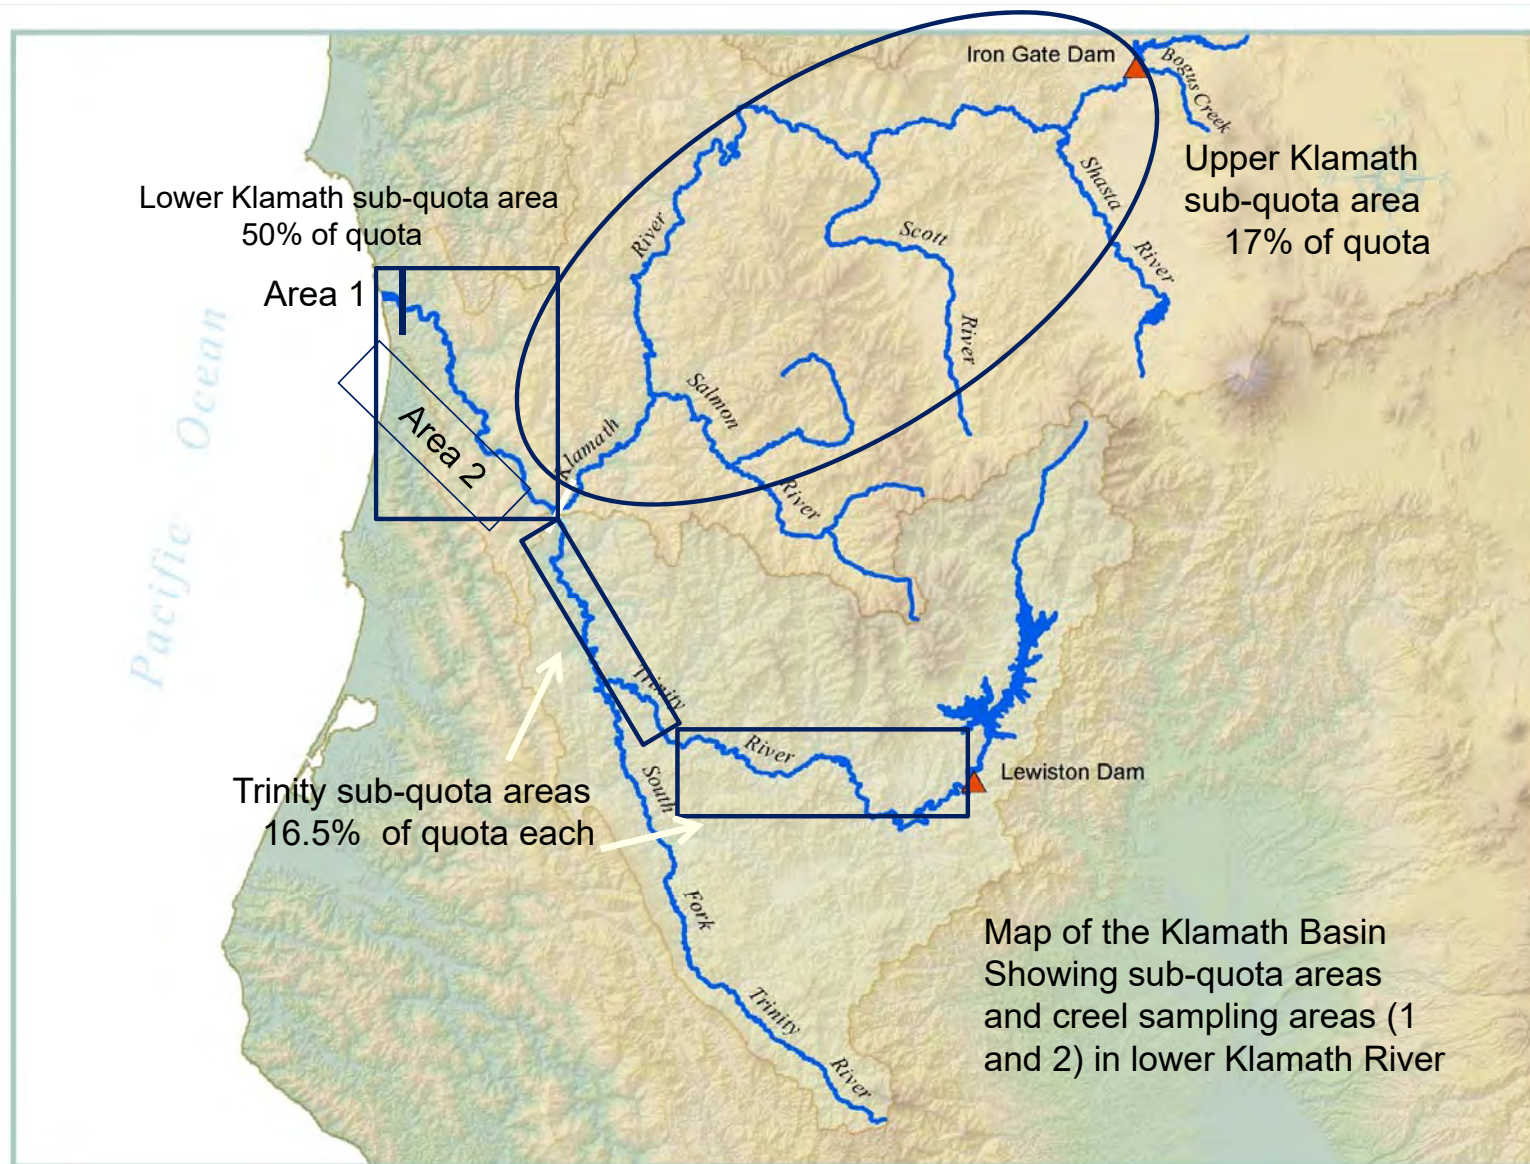 Iron Gate Dam
Bogus Creek
Upper Klamath
sub-quota area
17% of quota
Lower Klamath sub-quota area
50% of quota
Area 1
Area 2
Pacific Ocean
River
Klamath
Shasta
River
Scott
River
Salmon
River
Trinity
River
Lewiston Dam
Trinity sub-quota areas
16.5% of quota each
South
Fork
Trinity
River
Map of the Klamath Basin
Showing sub-quota areas
and creel sampling areas (1
and 2) in lower Klamath River